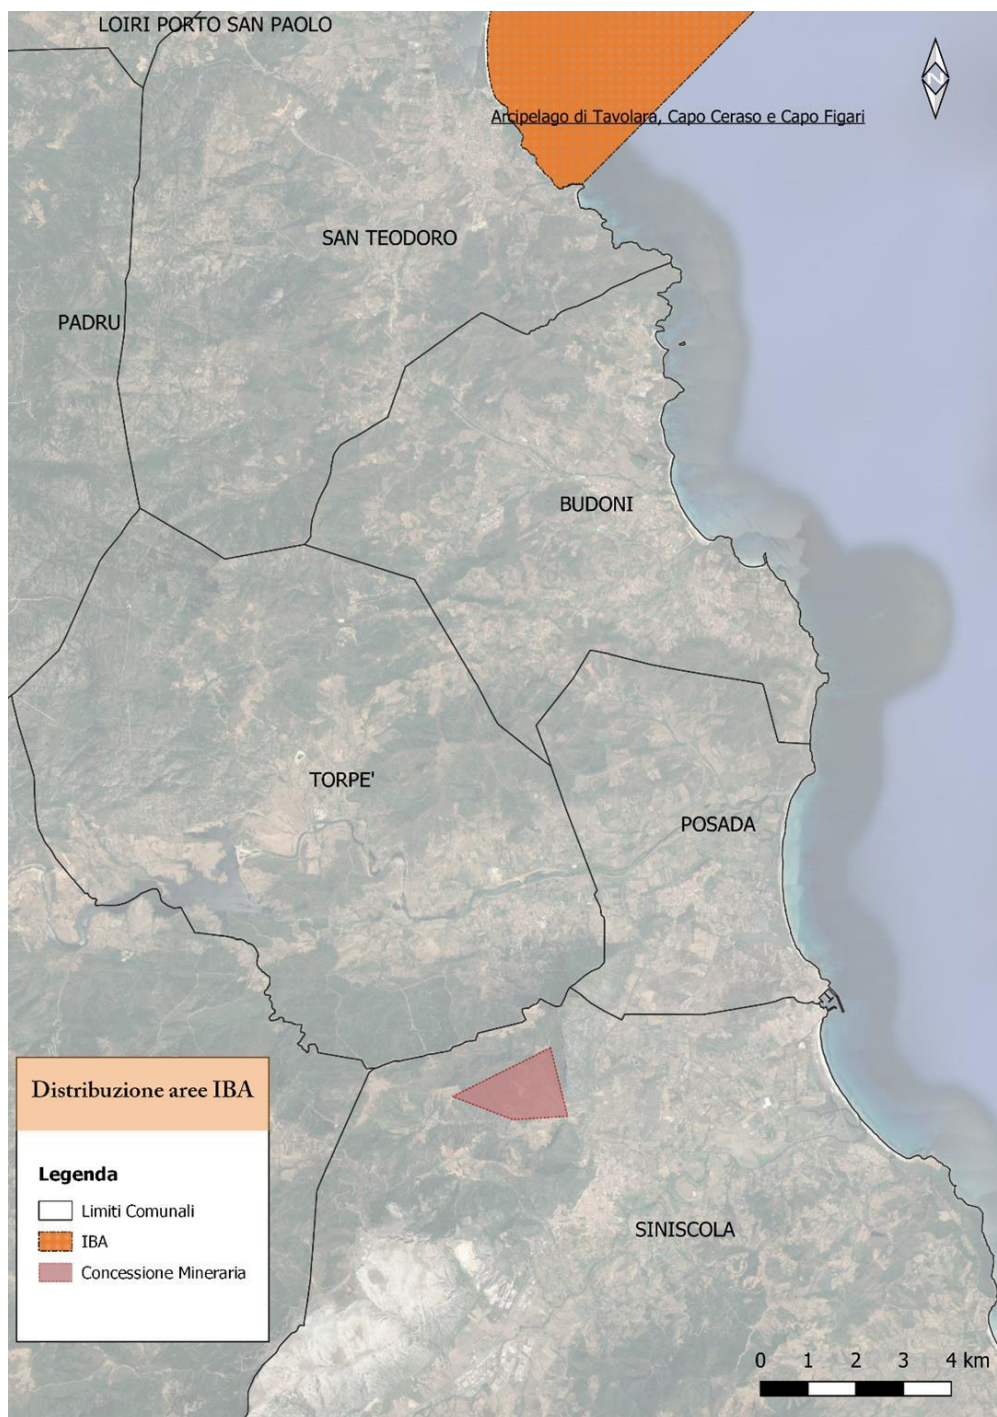 LOIRI PORTO SAN PAOLO
N
Arcipelago di Tavolara, Capo Ceraso e Capo Figari
SAN TEODORO
PADRU
BUDONI
TORPE'
POSADA
Distribuzione aree IBA
Legenda
Limiti Comunali
IBA
Concessione Mineraria
SINISCOLA
0 1 2 3 4 km